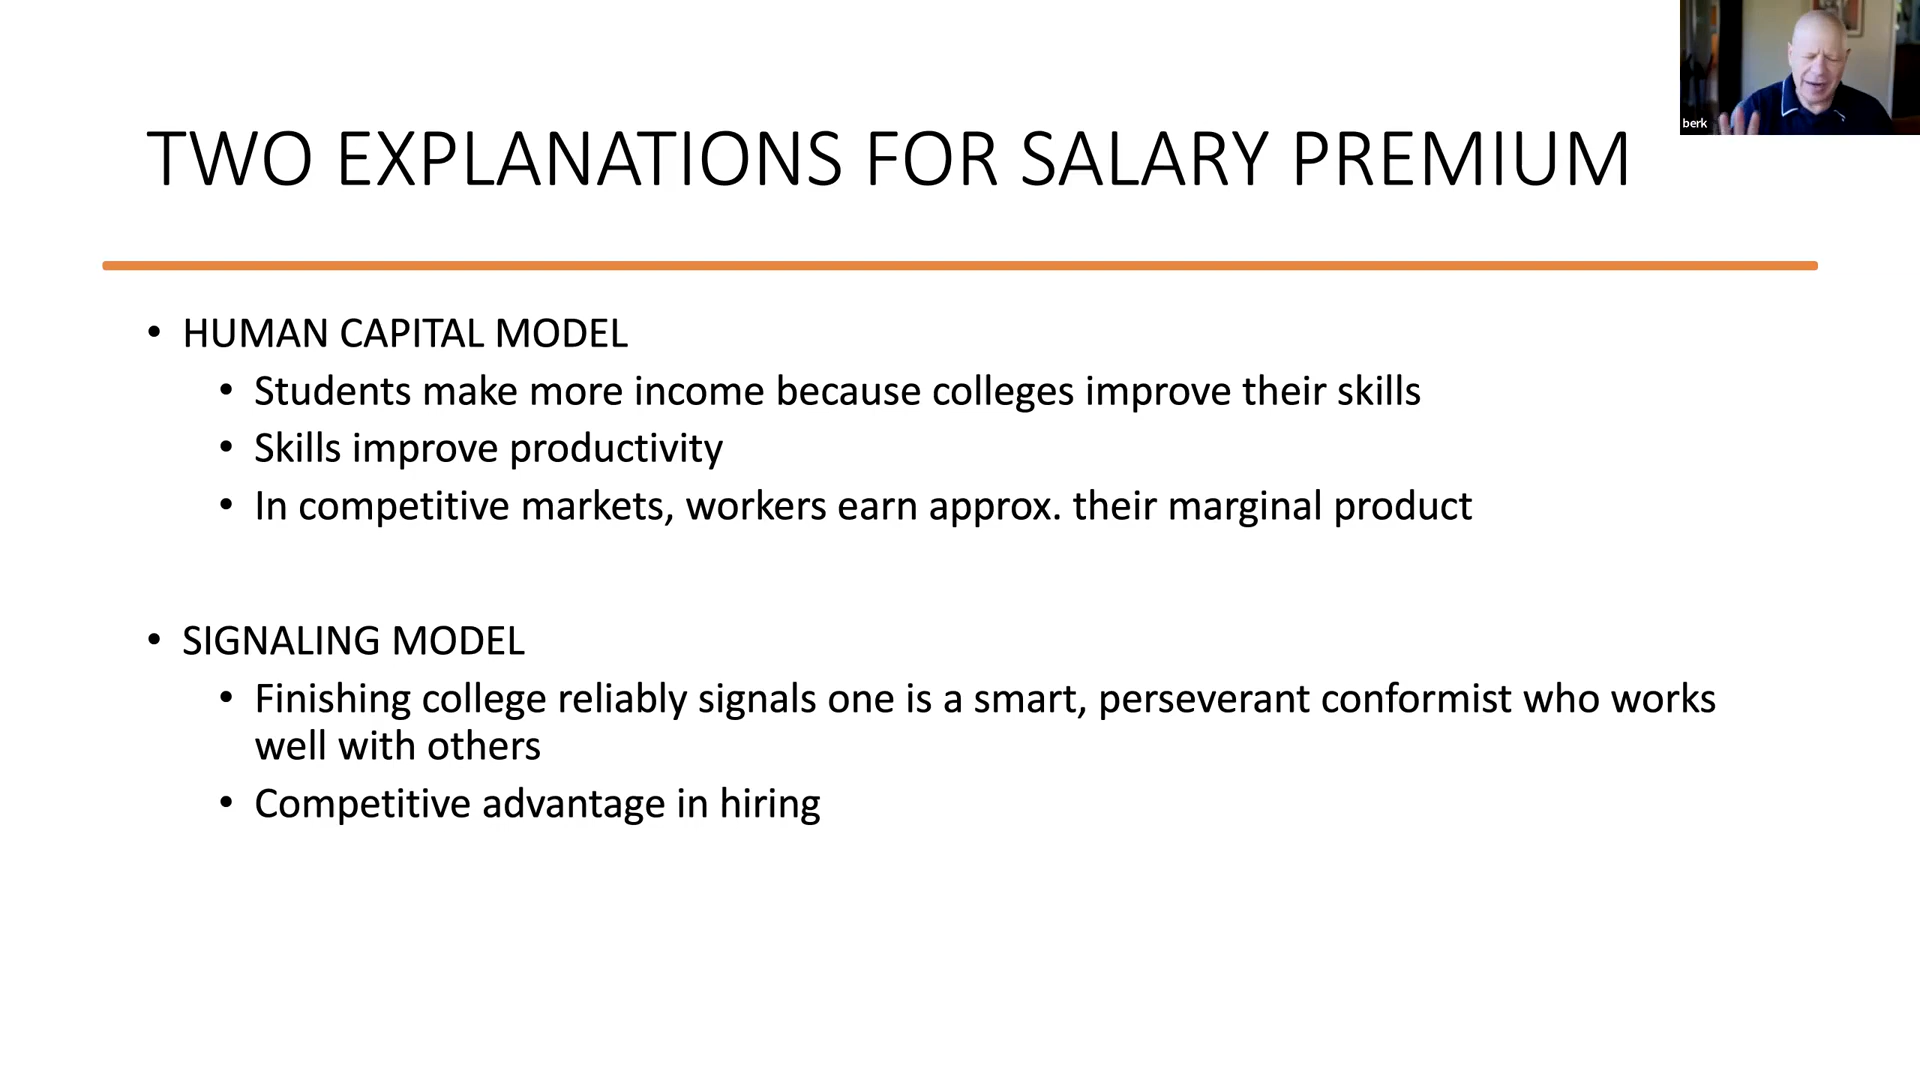 berk
TWO EXPLANATIONS FOR SALARY PREMIUM
• HUMAN CAPITAL MODEL
• Students make more income because colleges improve their skills
• Skills improve productivity
• In competitive markets, workers earn approx. their marginal product
• SIGNALING MODEL
• Finishing college reliably signals one is a smart, perseverant conformist who works
well with others
• Competitive advantage in hiring